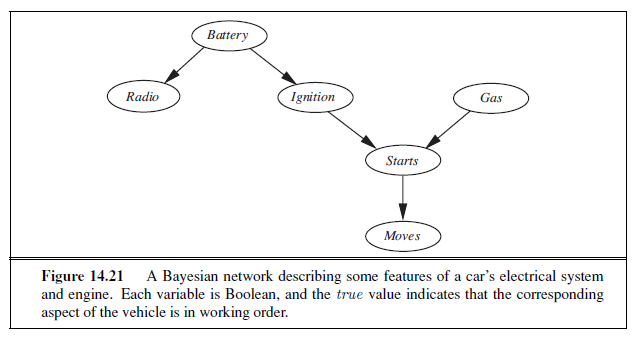 Battery
Radio
Ignition
Gas
Starts
Moves
Figure 14.21 A Bayesian network describing some features of a car's electrical system
and engine. Each variable is Boolean, and the true value indicates that the corresponding
aspect of the vehicle is in working order.